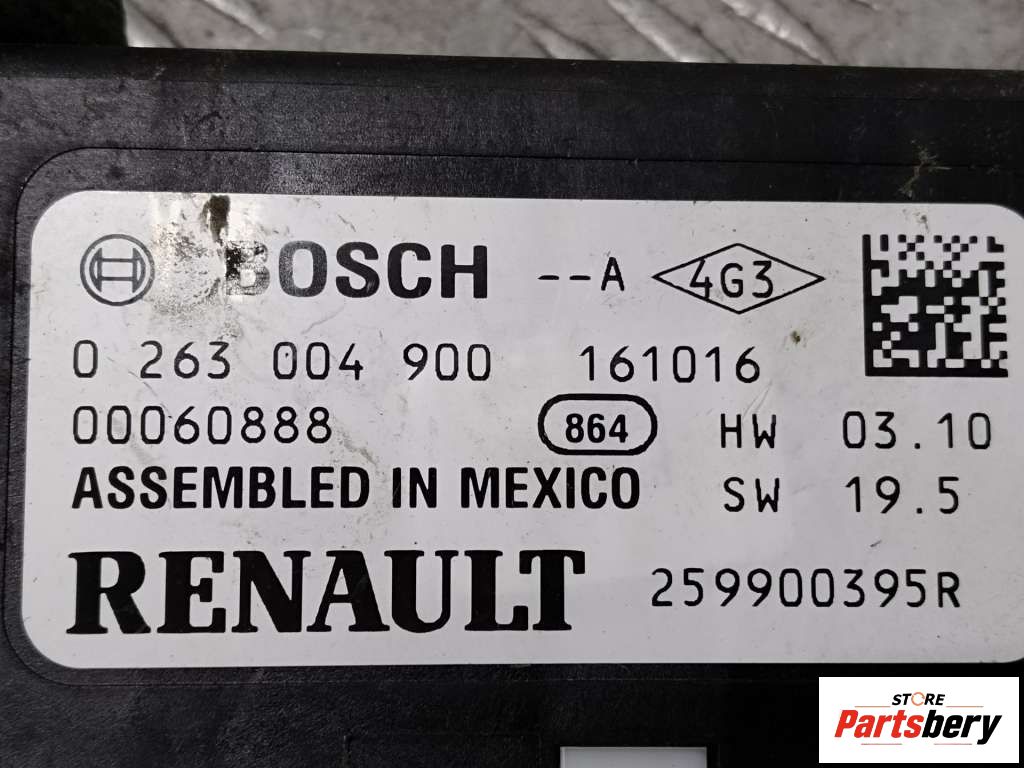 BOSCH --A 4G3
0 263 004 900 161016
00060888 864 HW 03.10
ASSEMBLED IN MEXICO SW 19.5
RENAULT 259900395R
STORE
Partsbery